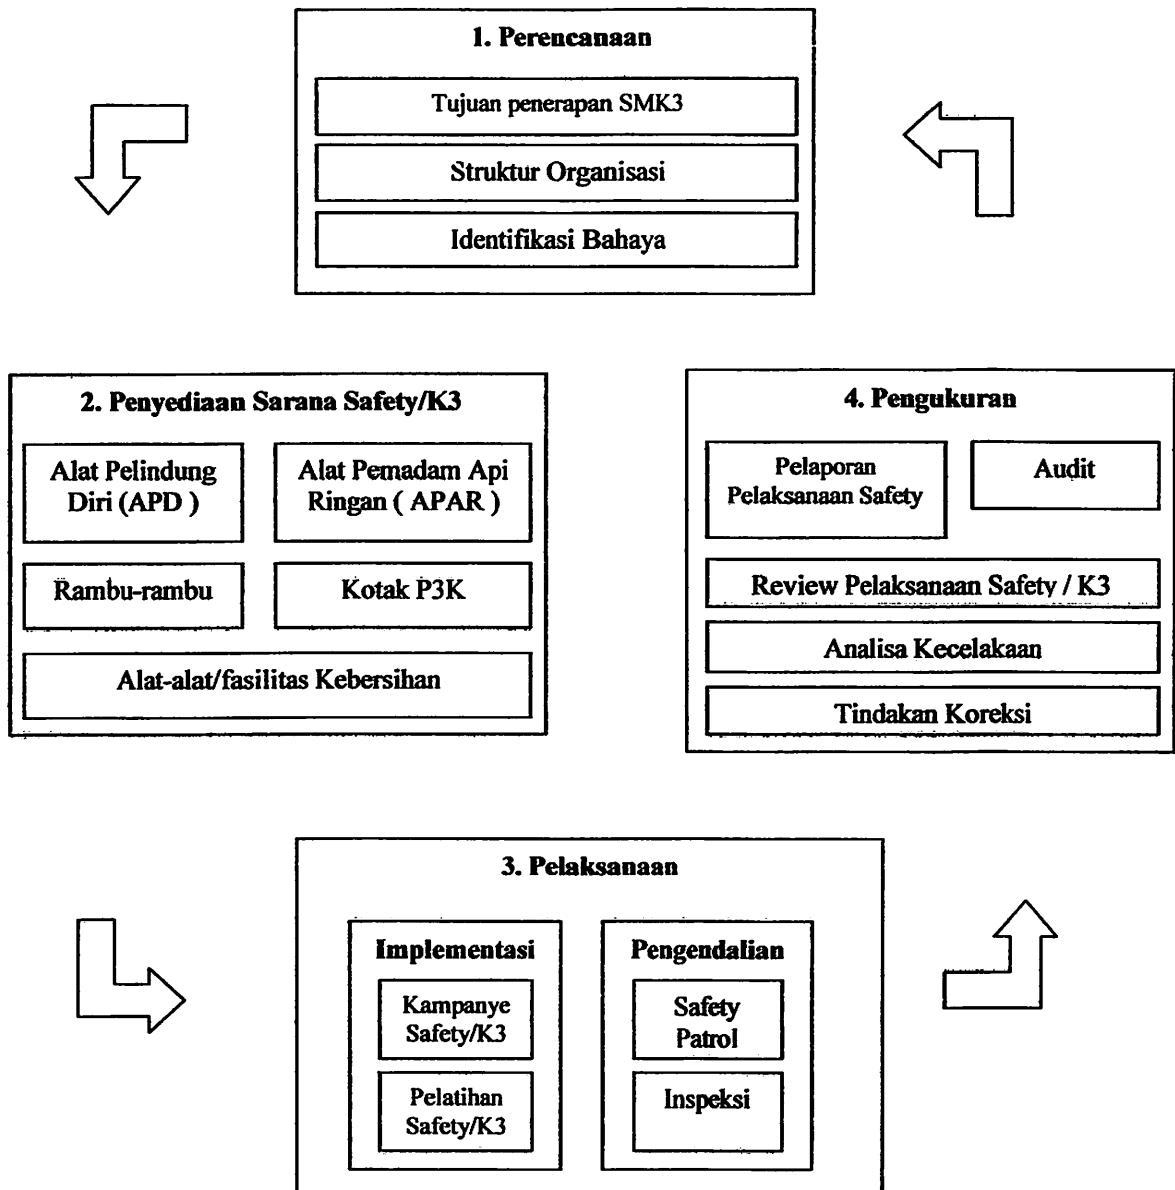 1. Perencanaan
Tujuan penerapan SMK3
Struktur Organisasi
Identifikasi Bahaya
2. Penyediaan Sarana Safety/K3
Alat Pelindung
Diri (APD )
Alat Pemadam Api
Ringan ( APAR )
Rambu-rambu
Kotak P3K
Alat-alat/fasilitas Kebersihan
4. Pengukuran
Pelaporan
Pelaksanaan Safety
Audit
Review Pelaksanaan Safety / K3
Analisa Kecelakaan
Tindakan Koreksi
3. Pelaksanaan
Implementasi
Kampanye
Safety/K3
Pelatihan
Safety/K3
Pengendalian
Safety
Patrol
Inspeksi